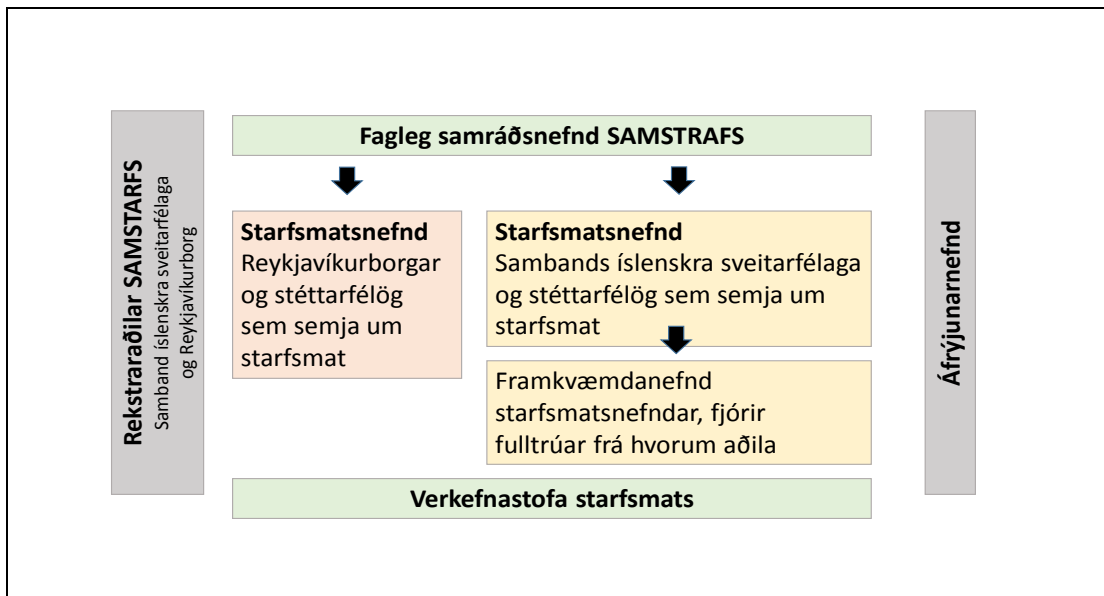 Rekstraraðilar SAMSTARFS
Samband íslenskra sveitarfélaga
og Reykjavíkurborg
Fagleg samráðsnefnd SAMSTRAFS
Starfsmatsnefnd
Reykjavíkurborgar
og stéttarfélög
sem semja um
starfsmat
Starfsmatsnefnd
Sambands íslenskra sveitarfélaga
og stéttarfélög sem semja um
starfsmat
Framkvæmdanefnd
starfsmatsnefndar, fjórir
fulltrúar frá hvorum aðila
Verkefnastofa starfsmats
Áfrýjunarnefnd